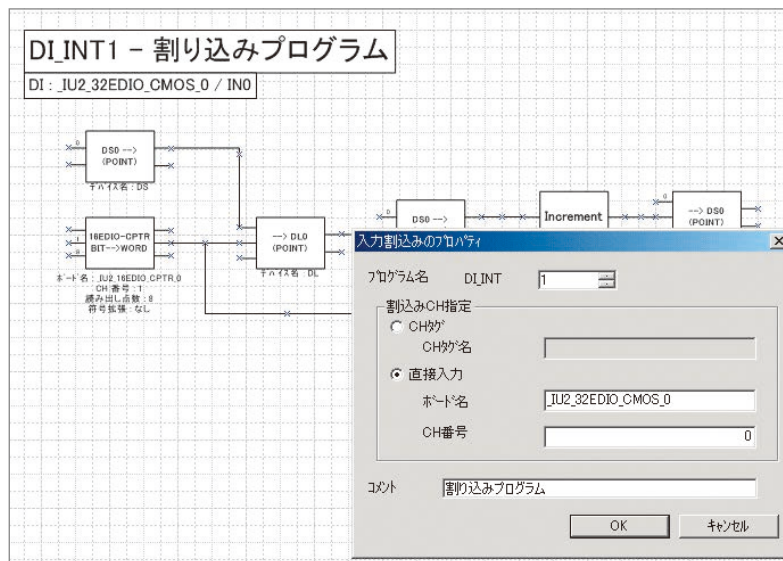 DI_INT1 - 割り込みプログラム
DI : _IU2_32EDIO_CMOS_0 / IN0
0
DS0 -->
(POINT)
デバイス名 : DS
16EDIO-CPTR
BIT-->WORD
1
8
ボード名 : _IU2_16EDIO_CPTR_0
CH 番号 : 1
読み出し点数 : 8
符号拡張 : なし
--> DL0
(POINT)
デバイス名 : DL
0
DS0 -->
Increment
0
--> DS0
(POINT)
入力割込みのプロパティ
プログラム名 DI_INT 1
割込みCH指定
CHタグ
CHタグ名
直接入力
ボード名 _IU2_32EDIO_CMOS_0
CH番号 0
コメント 割り込みプログラム
OK キャンセル